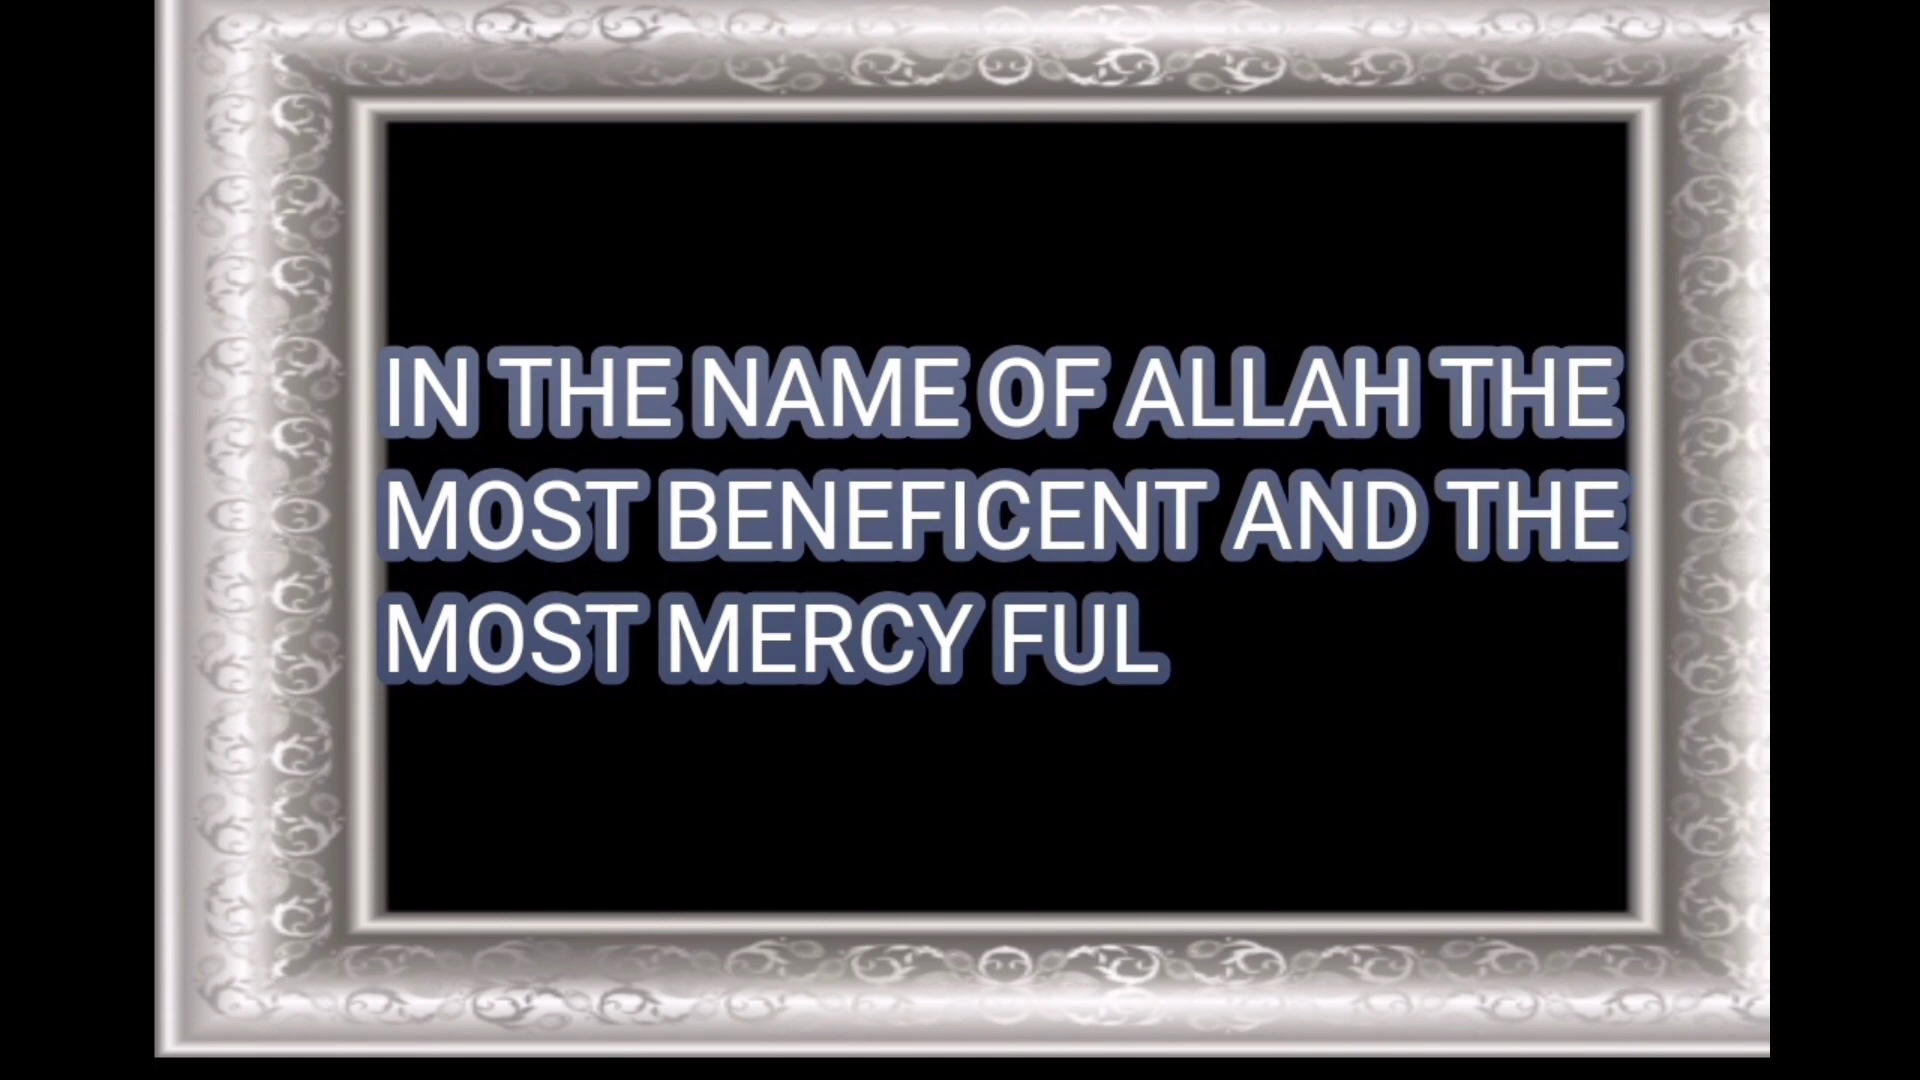 IN THE NAME OF ALLAH THE
MOST BENEFICENT AND THE
MOST MERCY FUL